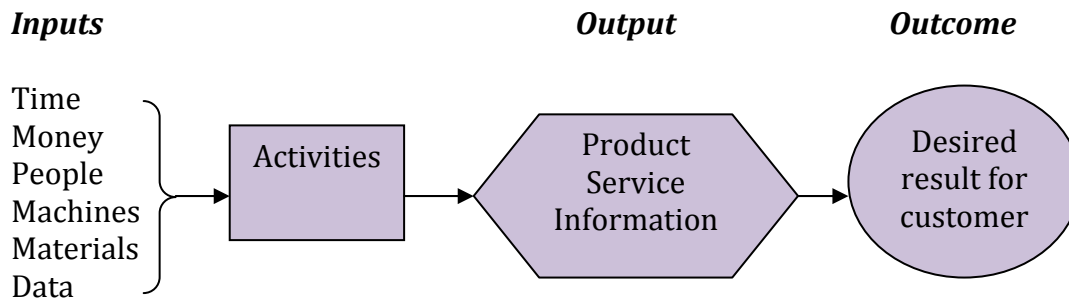 Inputs
Output
Outcome
Time
Money
People
Machines
Materials
Data
Activities
Product
Service
Information
Desired
result for
customer